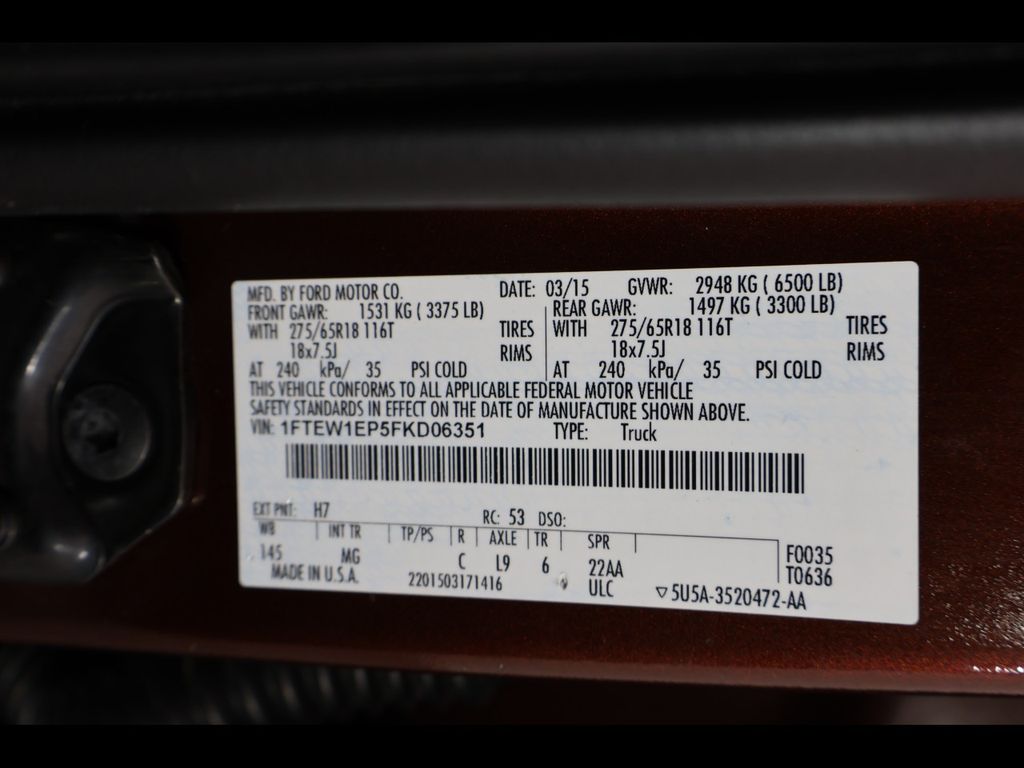 MFD. BY FORD MOTOR CO. DATE: 03/15 GVWR: 2948 KG ( 6500 LB)
FRONT GAWR: 1531 KG ( 3375 LB) REAR GAWR: 1497 KG ( 3300 LB)
WITH 275/65R18 116T TIRES WITH 275/65R18 116T TIRES
18x7.5J RIMS 18x7.5J RIMS
AT 240 kPa/ 35 PSI COLD AT 240 kPa/ 35 PSI COLD
THIS VEHICLE CONFORMS TO ALL APPLICABLE FEDERAL MOTOR VEHICLE
SAFETY STANDARDS IN EFFECT ON THE DATE OF MANUFACTURE SHOWN ABOVE.
VIN: 1FTEW1EP5FKD06351 TYPE: Truck
EXT PNT: H7 RC: 53 DSO:
WB INT TR TP/PS R AXLE TR SPR
145 MG C L9 6 22AA F0035
MADE IN U.S.A. 2201503171416 ULC T0636
▽5U5A-3520472-AA